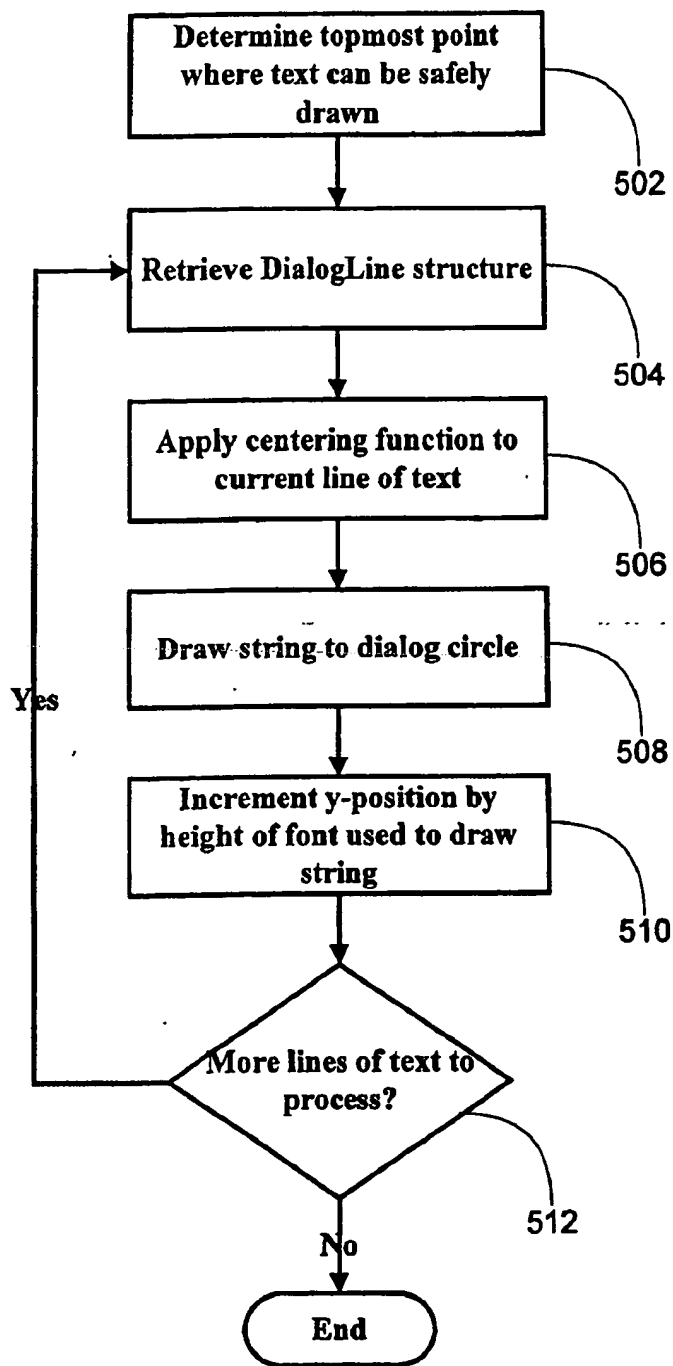 Determine topmost point
where text can be safely
drawn
502
Retrieve DialogLine structure
504
Apply centering function to
current line of text
506
Draw string to dialog circle
508
Yes
Increment y-position by
height of font used to draw
string
510
More lines of text to
process?
512
No
End